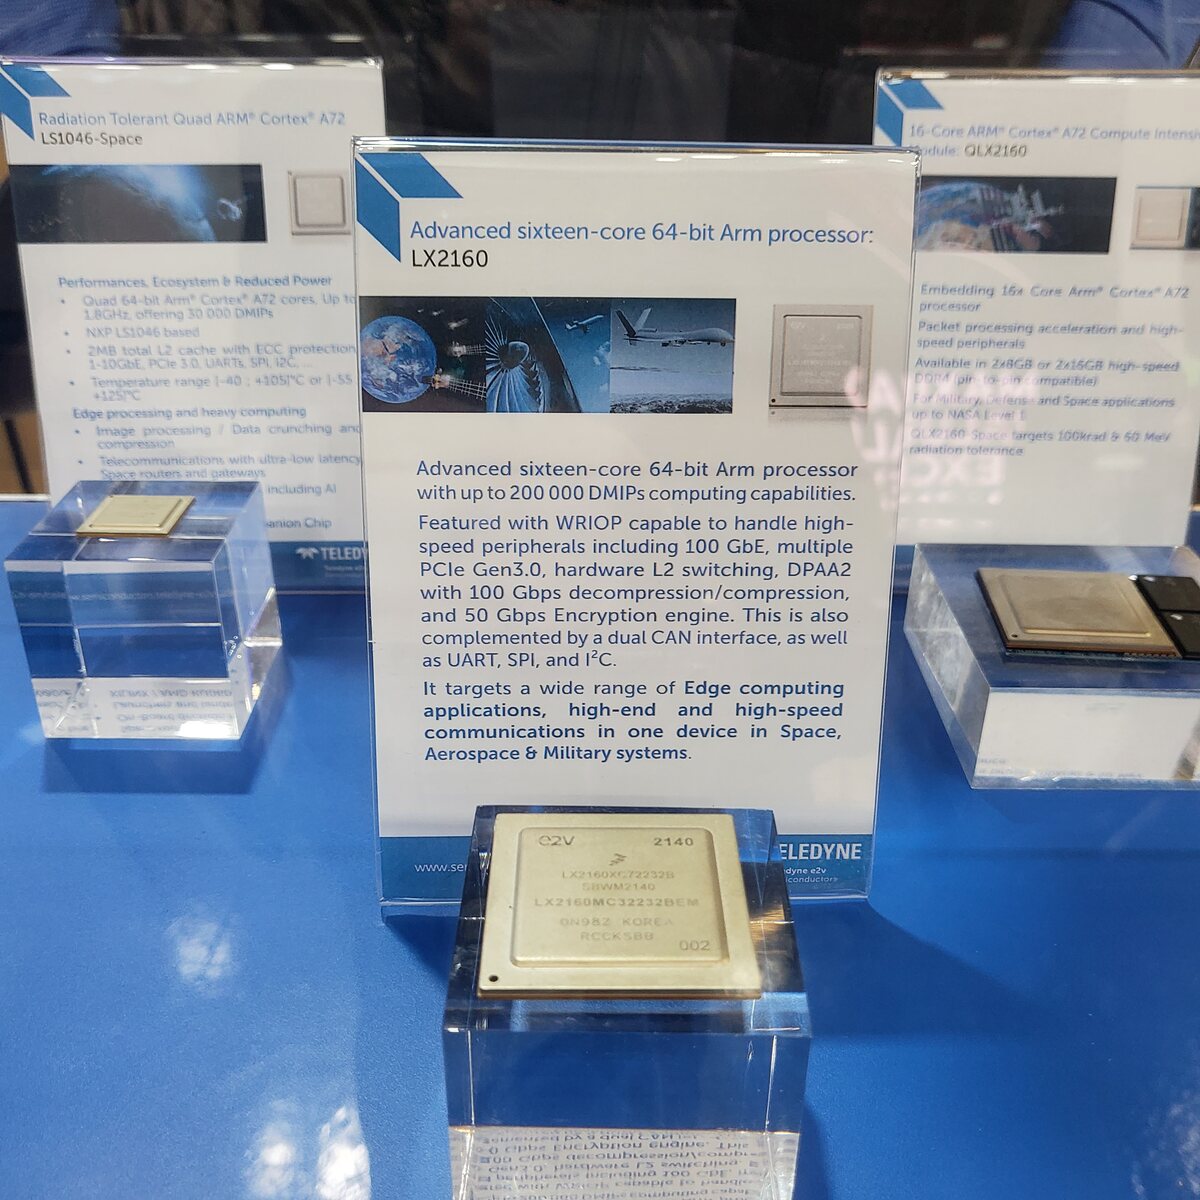 Radiation Tolerant Quad ARM® Cortex® A72
LS1046-Space
Performances, Ecosystem & Reduced Power
• Quad 64-bit Arm® Cortex® A72 cores, Up to
1.8GHz, offering 30 000 DMIPs
• NXP LS1046 based
• 2MB total L2 cache with ECC protection
1-10GbE, PCIe 3.0, UARTs, SPI, I2C, ...
• Temperature range [-40 ; +105]°C or [-55
+125]°C
Edge processing and heavy computing
• Image processing / Data crunching and
compression
• Telecommunications with ultra-low latency
Space routers and gateways
including AI
anion Chip
TELEDY
Teledyne e2v
Advanced sixteen-core 64-bit Arm processor:
LX2160
Advanced sixteen-core 64-bit Arm processor
with up to 200 000 DMIPs computing capabilities.
Featured with WRIOP capable to handle high-
speed peripherals including 100 GbE, multiple
PCIe Gen3.0, hardware L2 switching, DPAA2
with 100 Gbps decompression/compression,
and 50 Gbps Encryption engine. This is also
complemented by a dual CAN interface, as well
as UART, SPI, and I²C.
It targets a wide range of Edge computing
applications, high-end and high-speed
communications in one device in Space,
Aerospace & Military systems.
www.se
ELEDYNE
edyne e2v
iconductors
e2v 2140
LX2160XC72232B
SBWM2140
LX2160MC32232BEM
0N98Z KOREA
RCCKSBB
002
16-Core ARM® Cortex® A72 Compute Intensi
Module: QLX2160
Embedding 16x Core Arm® Cortex® A72
processor
Packet processing acceleration and high-
speed peripherals
Available in 2x8GB or 2x16GB high-speed
DDR4 (pin-to-pin compatible)
For Military, Defense and Space applications
up to NASA Level 1
QLX2160-Space targets 100krad & 60 MeV
radiation tolerance